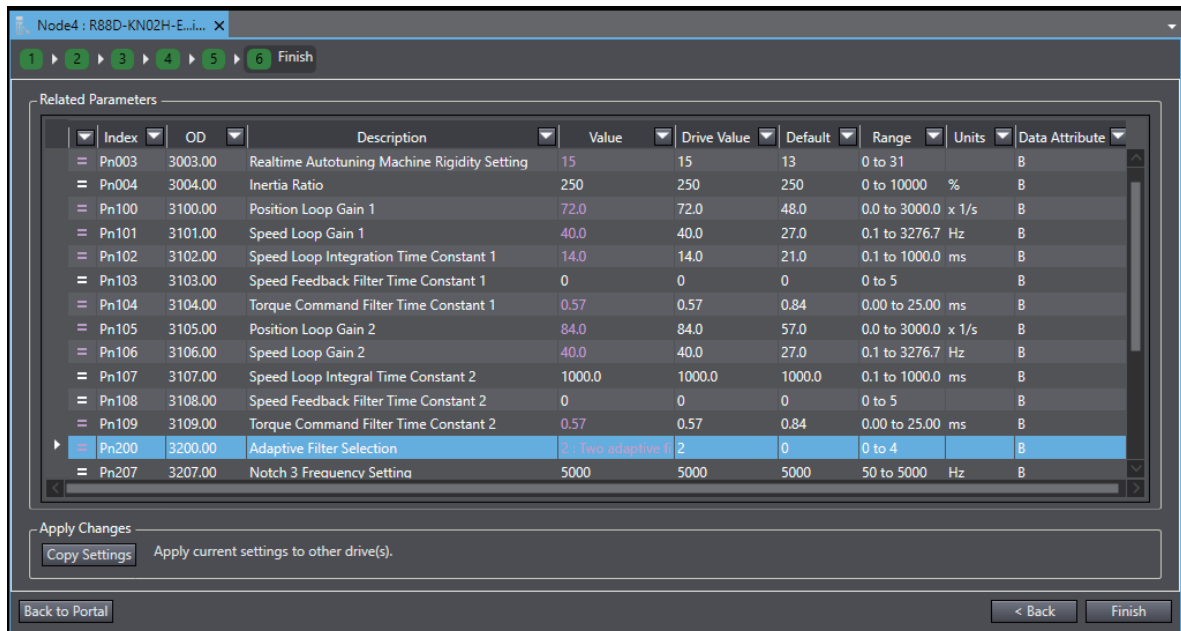 Node4 : R88D-KN02H-E...i... X
1 2 3 4 5 6 Finish
Related Parameters
Index OD Description Value Drive Value Default Range Units Data Attribute
= Pn003 3003.00 Realtime Autotuning Machine Rigidity Setting 15 15 13 0 to 31 B
= Pn004 3004.00 Inertia Ratio 250 250 250 0 to 10000 % B
= Pn100 3100.00 Position Loop Gain 1 72.0 72.0 48.0 0.0 to 3000.0 x 1/s B
= Pn101 3101.00 Speed Loop Gain 1 40.0 40.0 27.0 0.1 to 3276.7 Hz B
= Pn102 3102.00 Speed Loop Integration Time Constant 1 14.0 14.0 21.0 0.1 to 1000.0 ms B
= Pn103 3103.00 Speed Feedback Filter Time Constant 1 0 0 0 0 to 5 B
= Pn104 3104.00 Torque Command Filter Time Constant 1 0.57 0.57 0.84 0.00 to 25.00 ms B
= Pn105 3105.00 Position Loop Gain 2 84.0 84.0 57.0 0.0 to 3000.0 x 1/s B
= Pn106 3106.00 Speed Loop Gain 2 40.0 40.0 27.0 0.1 to 3276.7 Hz B
= Pn107 3107.00 Speed Loop Integral Time Constant 2 1000.0 1000.0 1000.0 0.1 to 1000.0 ms B
= Pn108 3108.00 Speed Feedback Filter Time Constant 2 0 0 0 0 to 5 B
= Pn109 3109.00 Torque Command Filter Time Constant 2 0.57 0.57 0.84 0.00 to 25.00 ms B
= Pn200 3200.00 Adaptive Filter Selection 2 : Two adaptive fi 2 0 0 to 4 B
= Pn207 3207.00 Notch 3 Frequency Setting 5000 5000 5000 50 to 5000 Hz B
Apply Changes
Copy Settings Apply current settings to other drive(s).
Back to Portal < Back Finish